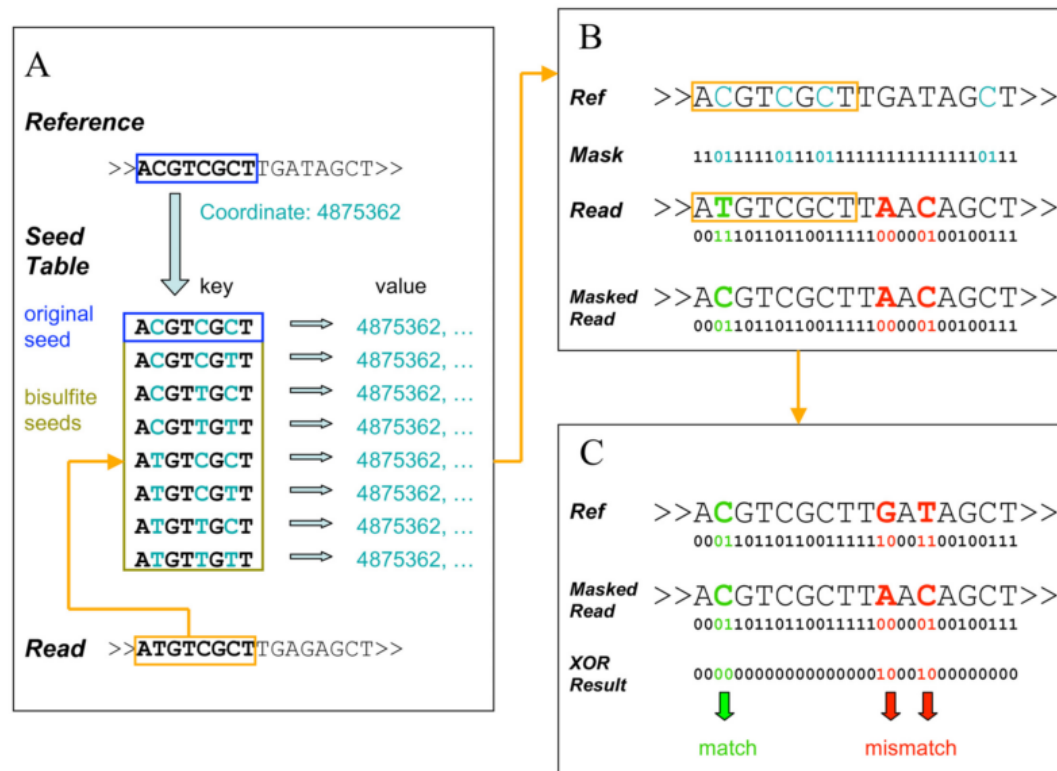 A
Reference
>>ACGTCGCTTGATAGCT>>
Coordinate: 4875362
Seed Table
key value
original seed
ACGTCGCT 4875362, ...
ACGTCGTT 4875362, ...
bisulfite seeds
ACGTTGCT 4875362, ...
ACGTTGTT 4875362, ...
ATGTCGCT 4875362, ...
ATGTCGTT 4875362, ...
ATGTTGCT 4875362, ...
ATGTTGTT 4875362, ...
Read >>ATGTCGCTTGAGAGCT>>
B
Ref >>ACGTCGCTTGATAGCT>>
Mask 11011111011101111111111111110111
Read >>ATGTCGCTTAACAGCT>>
00111011011001111100000100100111
Masked Read >>ACGTCGCTTAACAGCT>>
00011011011001111100000100100111
C
Ref >>ACGTCGCTTGATAGCT>>
00011011011001111110001100100111
Masked Read >>ACGTCGCTTAACAGCT>>
00011011011001111100000100100111
XOR Result 00000000000000000010001000000000
match mismatch